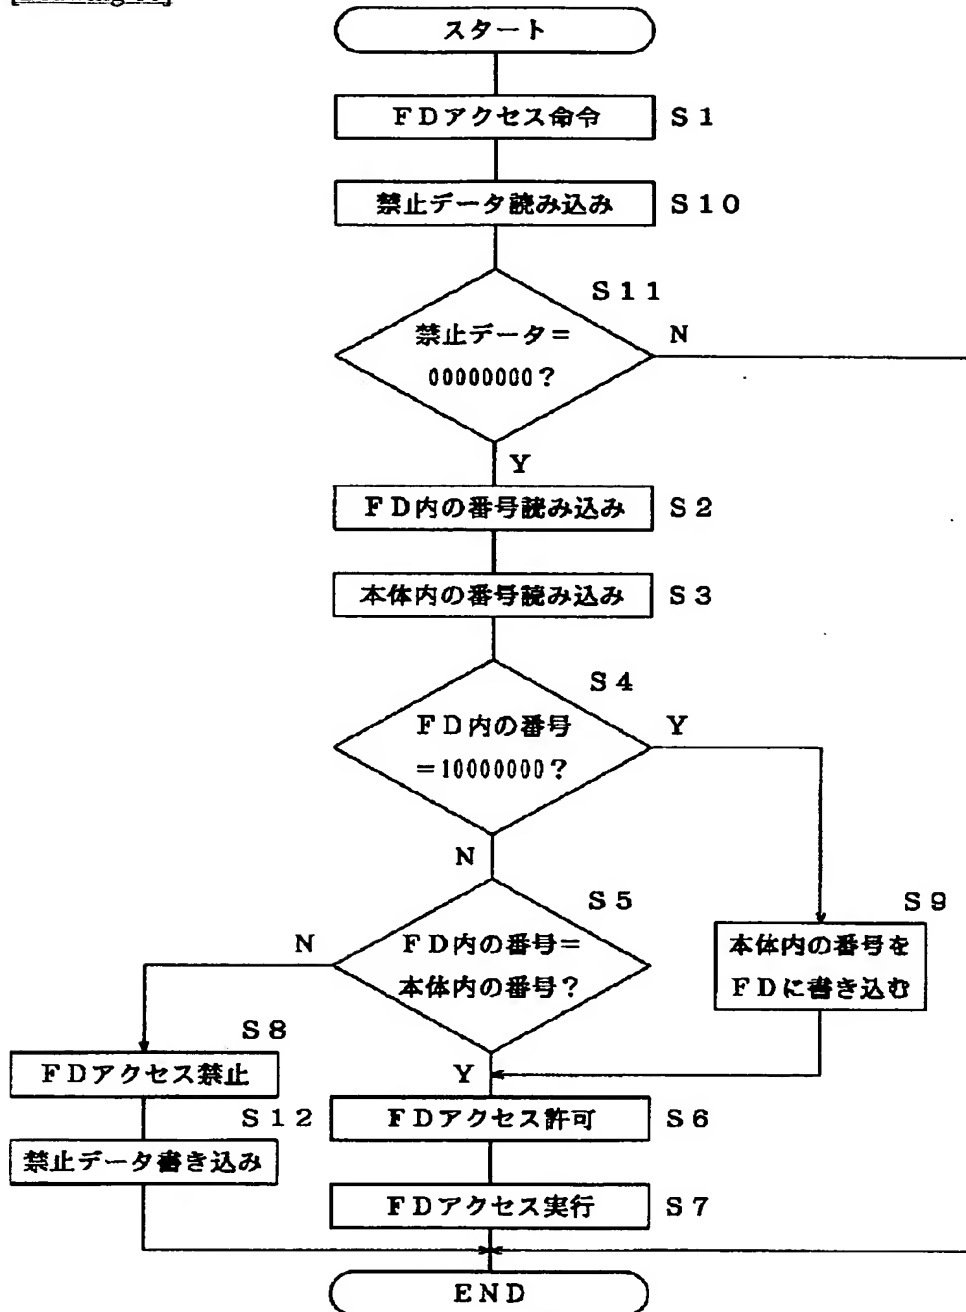 スタート
FDアクセス命令 S1
禁止データ読み込み S10
S11
禁止データ=
00000000?
N
Y
FD内の番号読み込み S2
本体内の番号読み込み S3
S4
FD内の番号
=10000000?
Y
N
S5
FD内の番号=
本体内の番号?
N
Y
S9
本体内の番号を
FDに書き込む
S8
FDアクセス禁止
S12
禁止データ書き込み
FDアクセス許可 S6
FDアクセス実行 S7
END